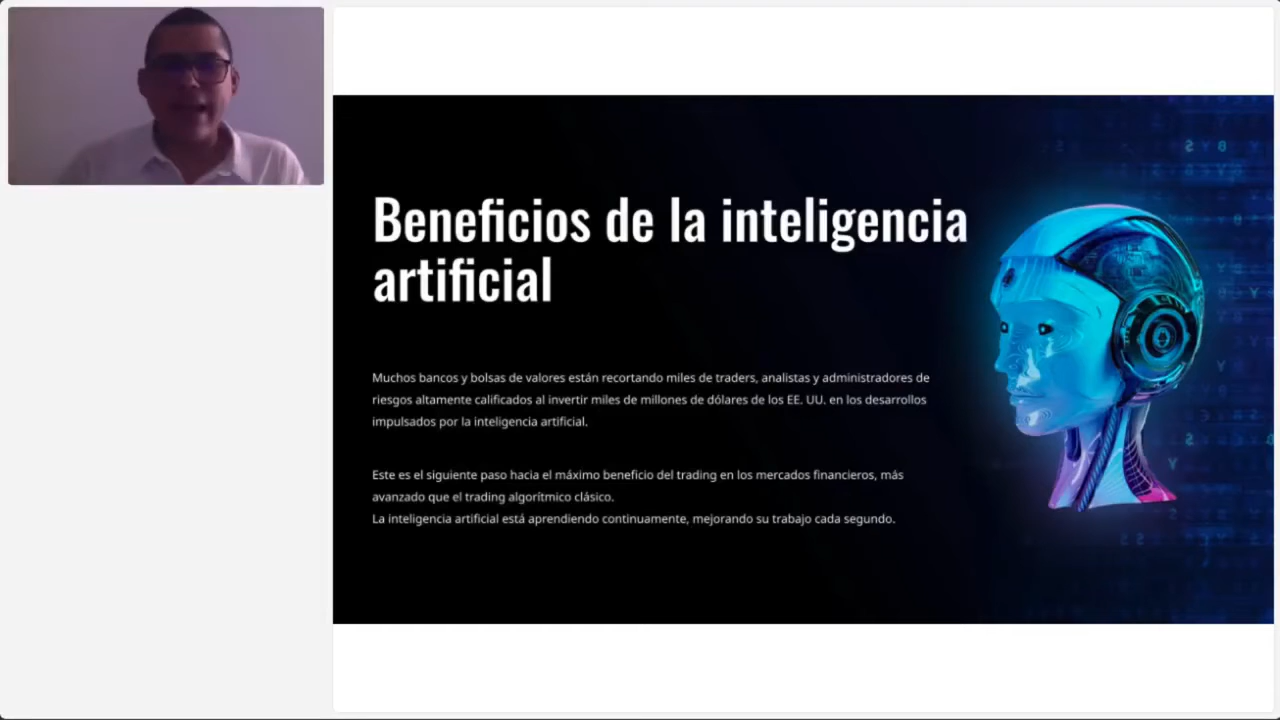 Beneficios de la inteligencia
artificial
Muchos bancos y bolsas de valores están recortando miles de traders, analistas y administradores de
riesgos altamente calificados al invertir miles de millones de dólares de los EE. UU. en los desarrollos
impulsados por la inteligencia artificial.
Este es el siguiente paso hacia el máximo beneficio del trading en los mercados financieros, más
avanzado que el trading algorítmico clásico.
La inteligencia artificial está aprendiendo continuamente, mejorando su trabajo cada segundo.